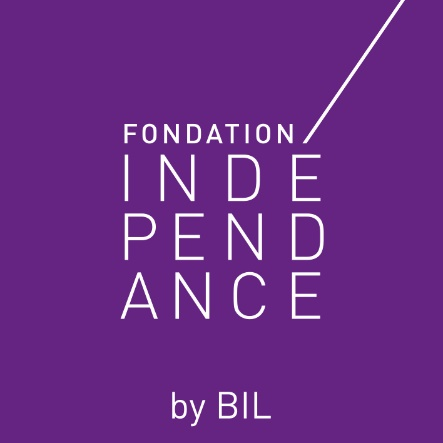 FONDATION
INDE
PEND
ANCE
by BIL